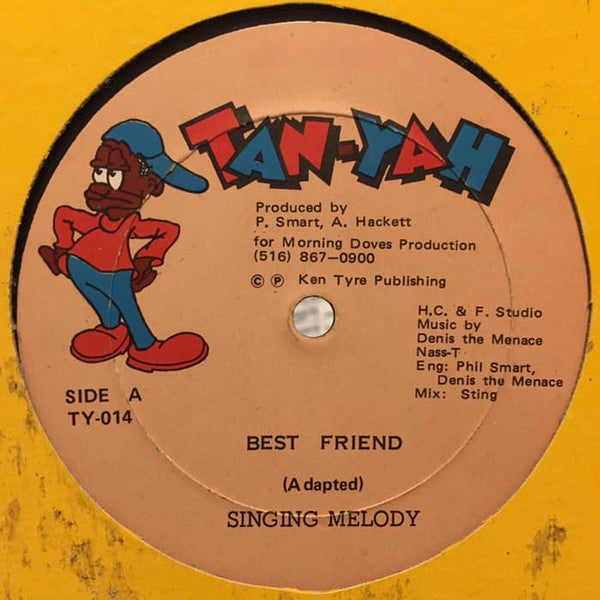 TAN-YAH
Produced by
P. Smart, A. Hackett
for Morning Doves Production
(516) 867-0900
© ℗ Ken Tyre Publishing
H.C. & F. Studio
Music by
Denis the Menace
Nass-T
Eng: Phil Smart,
Denis the Menace
Mix: Sting
SIDE A
TY-014
BEST FRIEND
(Adapted)
SINGING MELODY